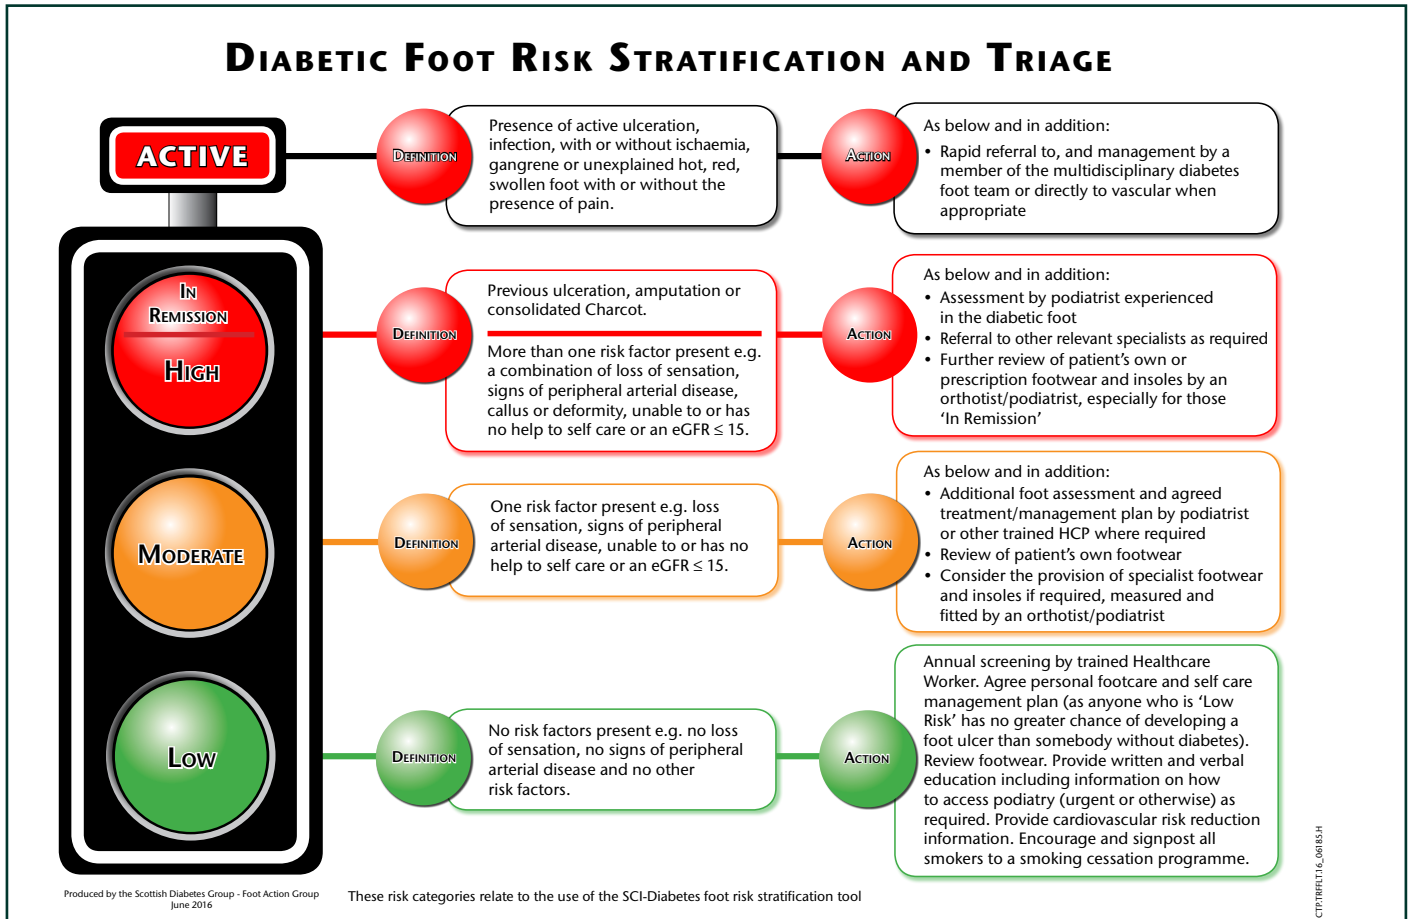 DIABETIC FOOT RISK STRATIFICATION AND TRIAGE
ACTIVE
DEFINITION
Presence of active ulceration,
infection, with or without ischaemia,
gangrene or unexplained hot, red,
swollen foot with or without the
presence of pain.
ACTION
As below and in addition:
• Rapid referral to, and management by a
member of the multidisciplinary diabetes
foot team or directly to vascular when
appropriate
IN
REMISSION
HIGH
DEFINITION
Previous ulceration, amputation or
consolidated Charcot.
More than one risk factor present e.g.
a combination of loss of sensation,
signs of peripheral arterial disease,
callus or deformity, unable to or has
no help to self care or an eGFR ≤ 15.
ACTION
As below and in addition:
• Assessment by podiatrist experienced
in the diabetic foot
• Referral to other relevant specialists as required
• Further review of patient's own or
prescription footwear and insoles by an
orthotist/podiatrist, especially for those
'In Remission'
MODERATE
DEFINITION
One risk factor present e.g. loss
of sensation, signs of peripheral
arterial disease, unable to or has no
help to self care or an eGFR ≤ 15.
ACTION
As below and in addition:
• Additional foot assessment and agreed
treatment/management plan by podiatrist
or other trained HCP where required
• Review of patient's own footwear
• Consider the provision of specialist footwear
and insoles if required, measured and
fitted by an orthotist/podiatrist
LOW
DEFINITION
No risk factors present e.g. no loss
of sensation, no signs of peripheral
arterial disease and no other
risk factors.
ACTION
Annual screening by trained Healthcare
Worker. Agree personal footcare and self care
management plan (as anyone who is 'Low
Risk' has no greater chance of developing a
foot ulcer than somebody without diabetes).
Review footwear. Provide written and verbal
education including information on how
to access podiatry (urgent or otherwise) as
required. Provide cardiovascular risk reduction
information. Encourage and signpost all
smokers to a smoking cessation programme.
Produced by the Scottish Diabetes Group - Foot Action Group
June 2016
These risk categories relate to the use of the SCI-Diabetes foot risk stratification tool
CTP.TRFFLT.16_06185.H